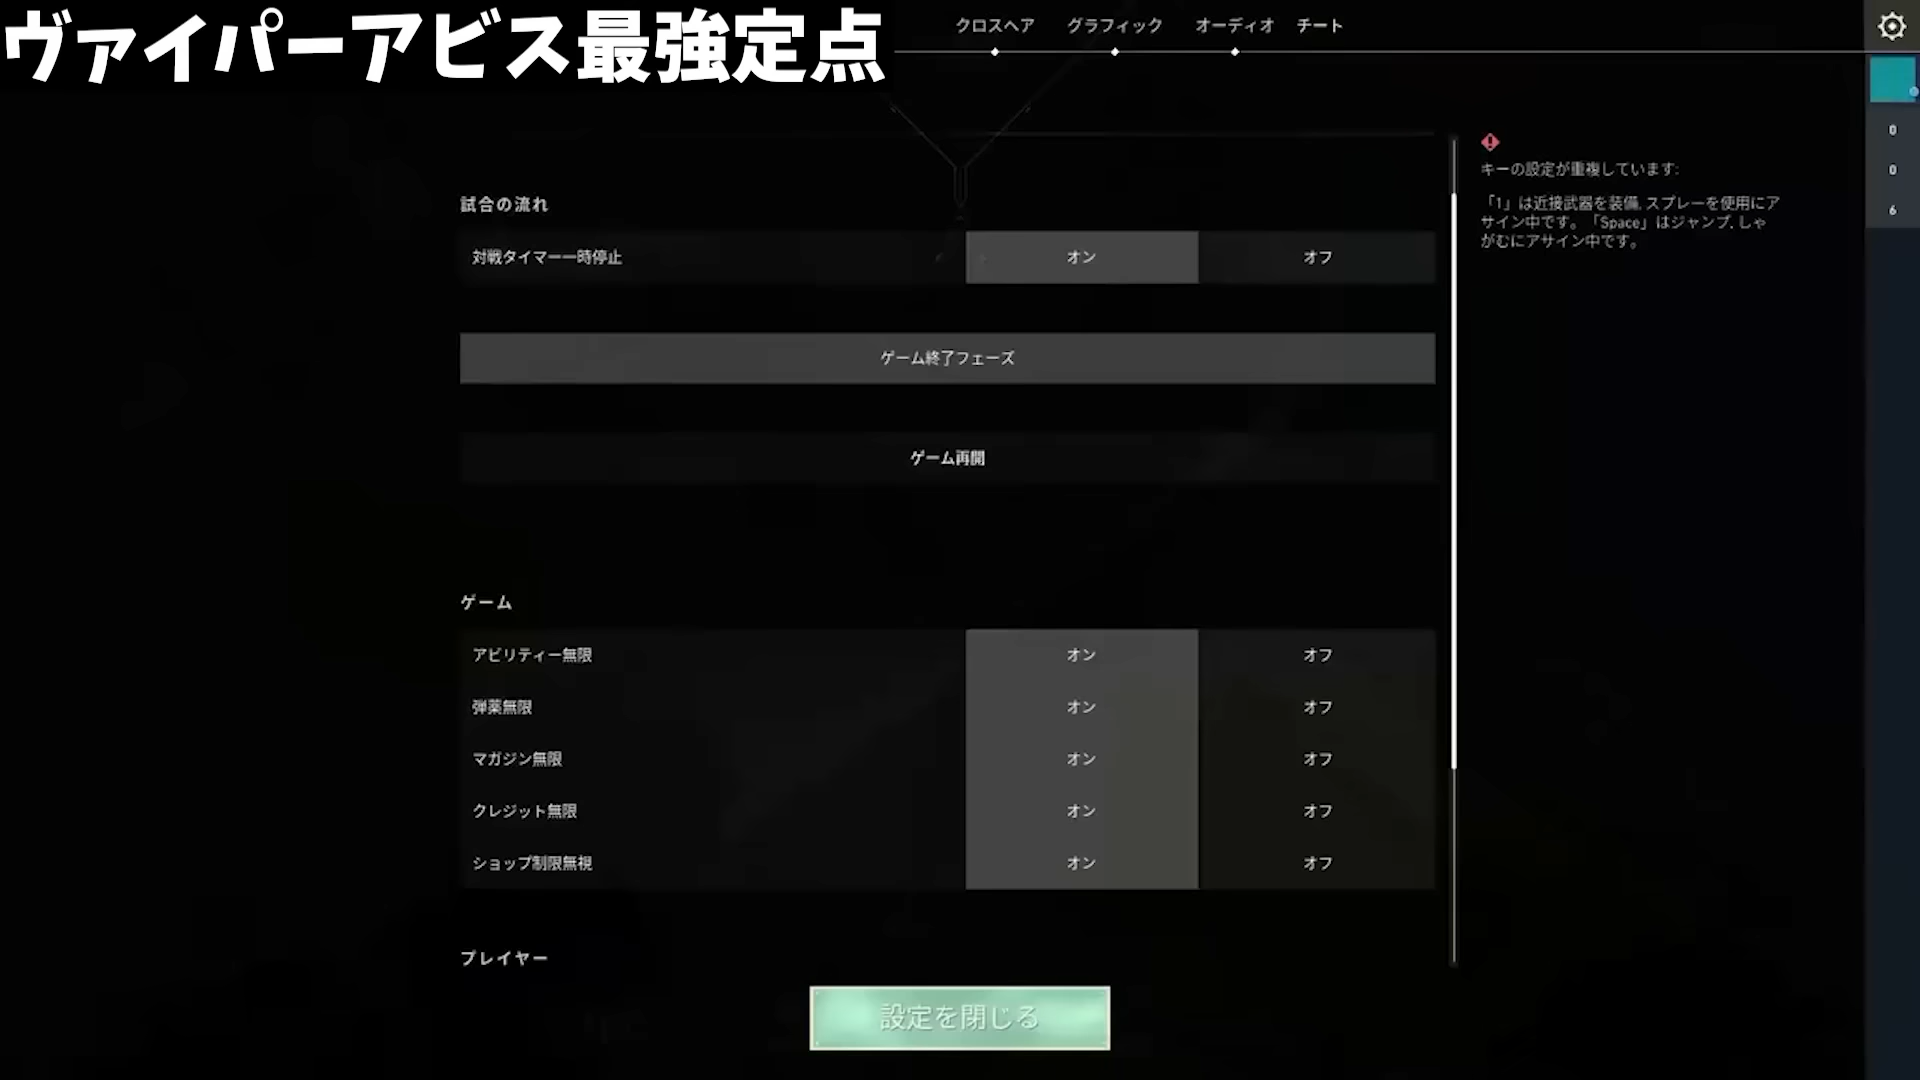 ヴァイパーアビス最強定点
クロスヘア グラフィック オーディオ チート
0
0
6
キーの設定が重複しています:
「1」は近接武器を装備, スプレーを使用にア
サイン中です。「Space」はジャンプ, しゃ
がむにアサイン中です。
試合の流れ
対戦タイマー一時停止 オン オフ
ゲーム終了フェーズ
ゲーム再開
ゲーム
アビリティー無限 オン オフ
弾薬無限 オン オフ
マガジン無限 オン オフ
クレジット無限 オン オフ
ショップ制限無視 オン オフ
プレイヤー
設定を閉じる